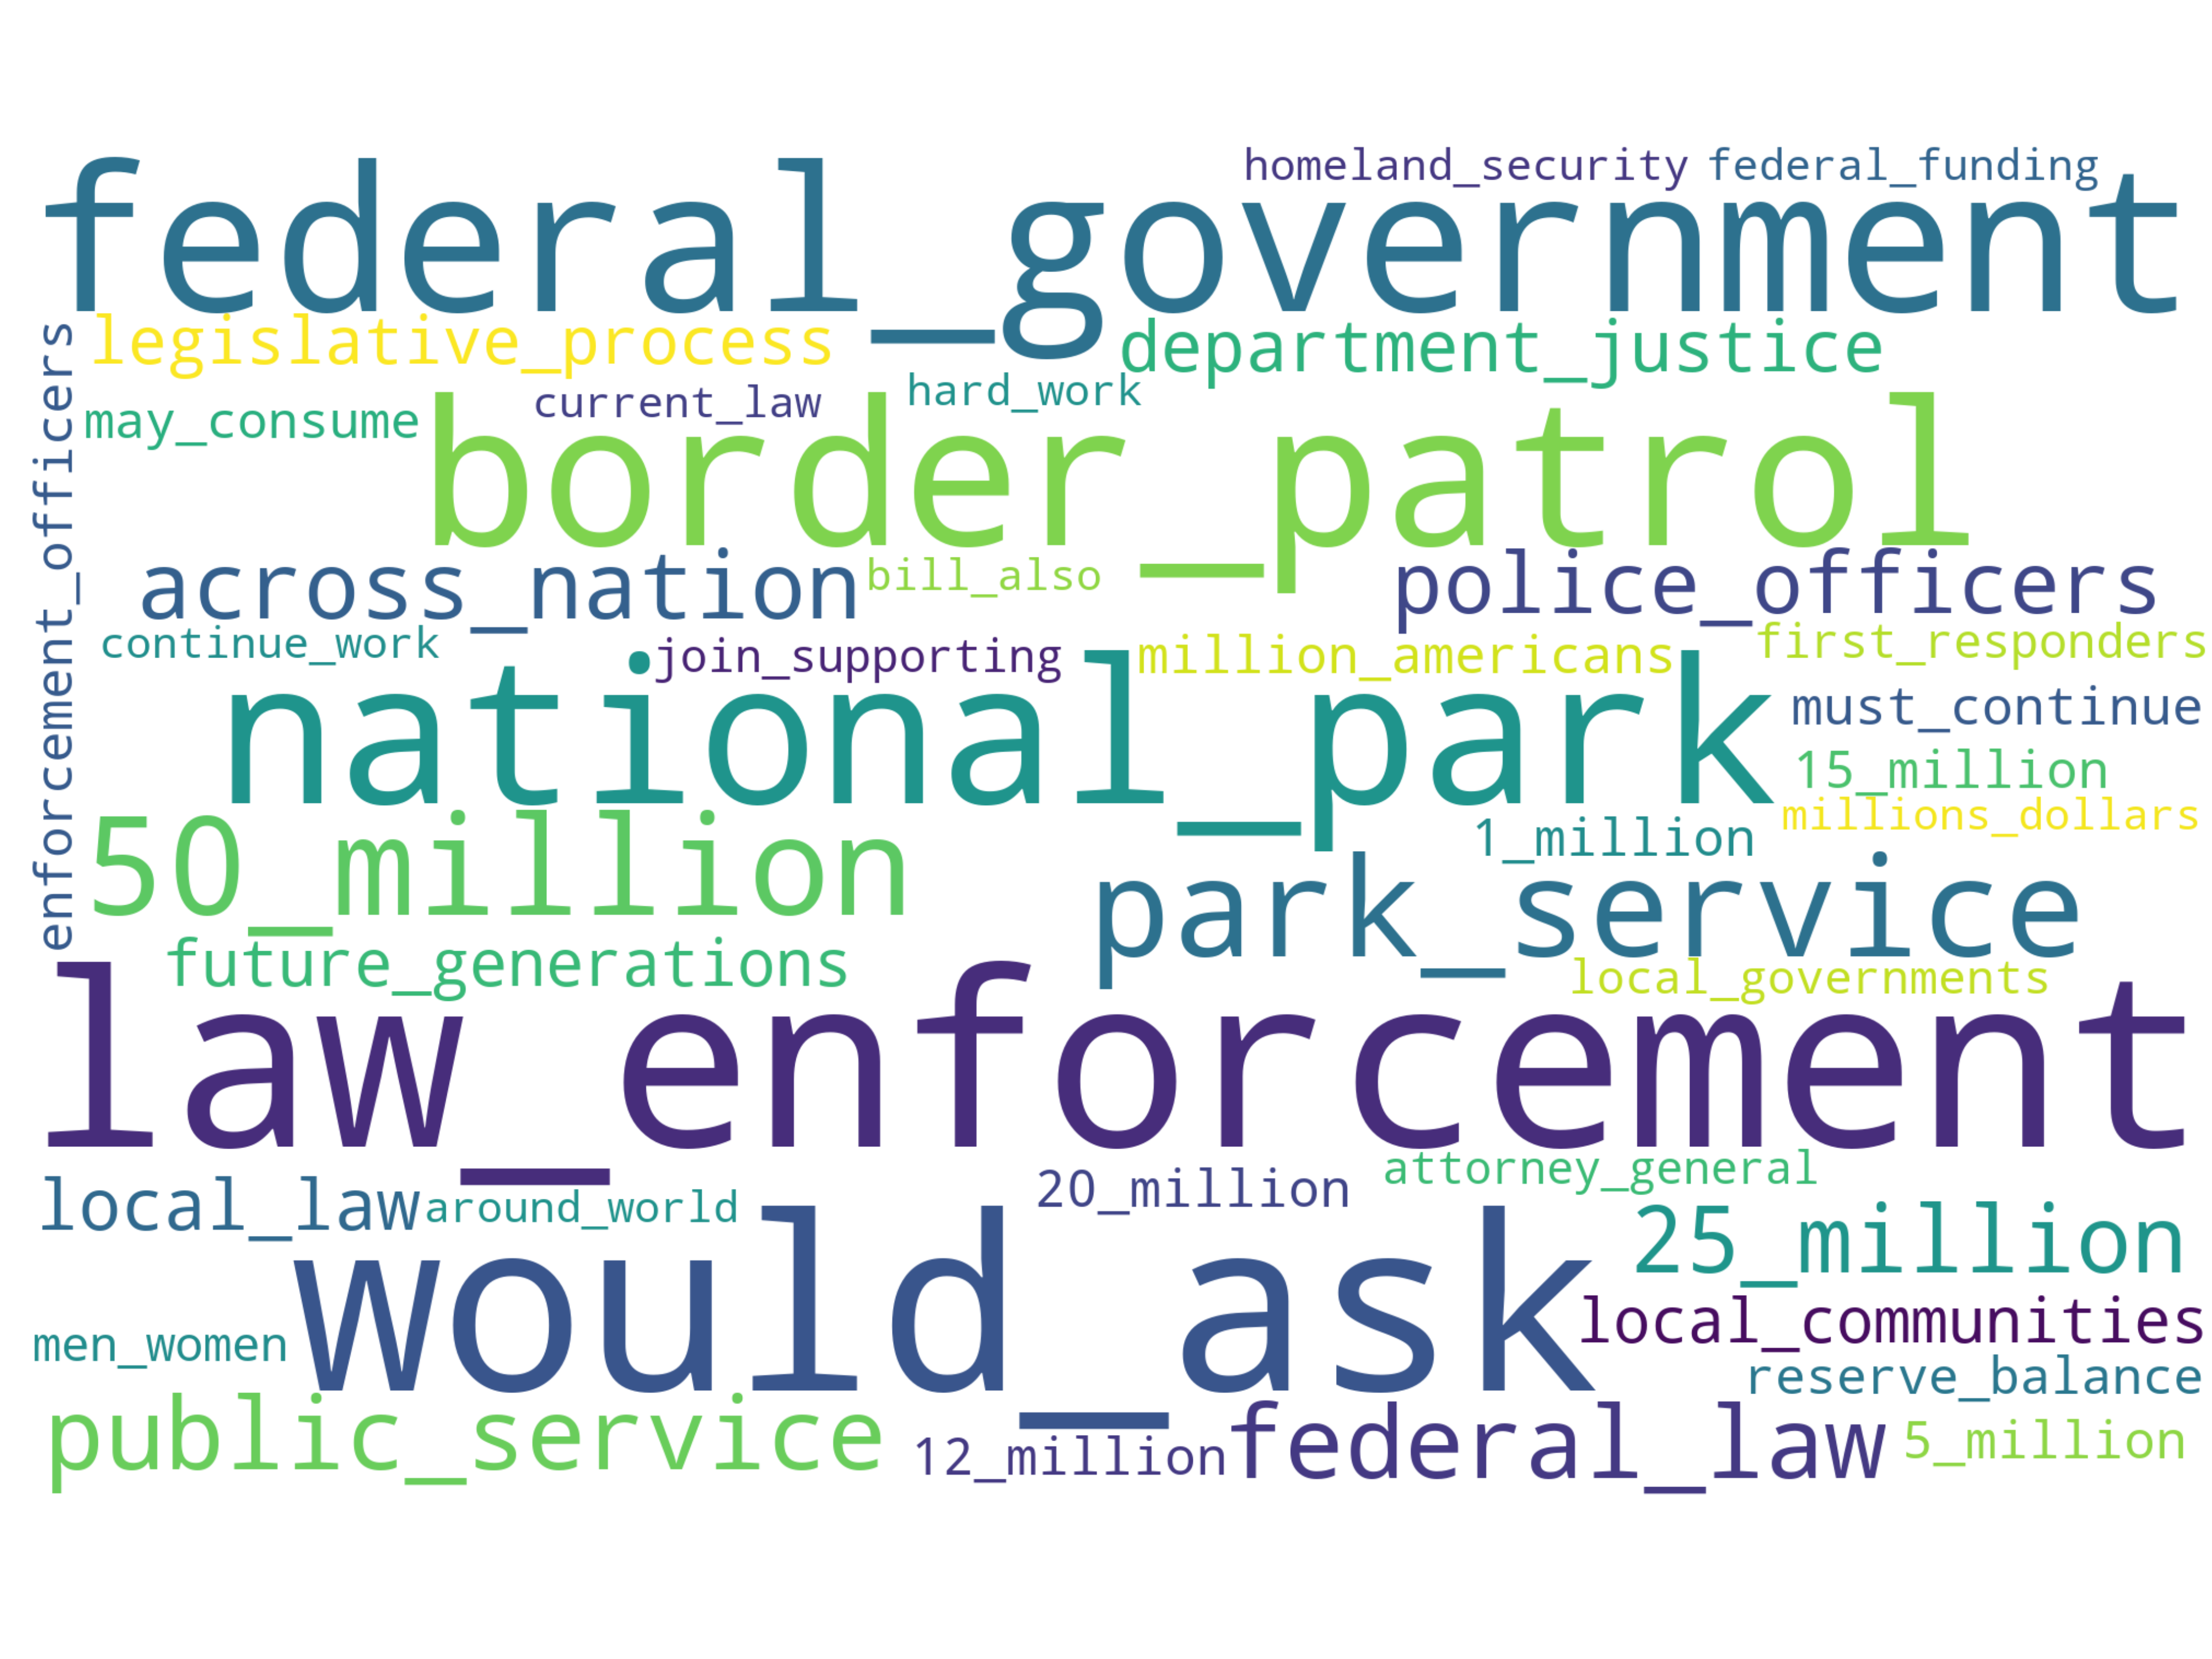 homeland_security federal_funding
federal_government
legislative_process department_justice
enforcement_officers
may_consume current_law hard_work
border_patrol
across_nation bill_also police_officers
continue_work join_supporting million_americans first_responders
national_park must_continue
15_million
millions_dollars
50_million 1_million
park_service
future_generations local_governments
law_enforcement
local_law around_world 20_million attorney_general
25_million
would_ask
men_women local_communities
reserve_balance
public_service 12_million federal_law 5_million